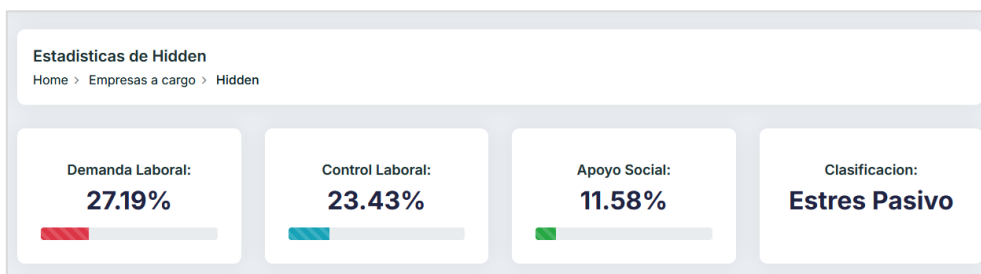 Estadisticas de Hidden
Home > Empresas a cargo > Hidden
Demanda Laboral:
27.19%
Control Laboral:
23.43%
Apoyo Social:
11.58%
Clasificacion:
Estres Pasivo